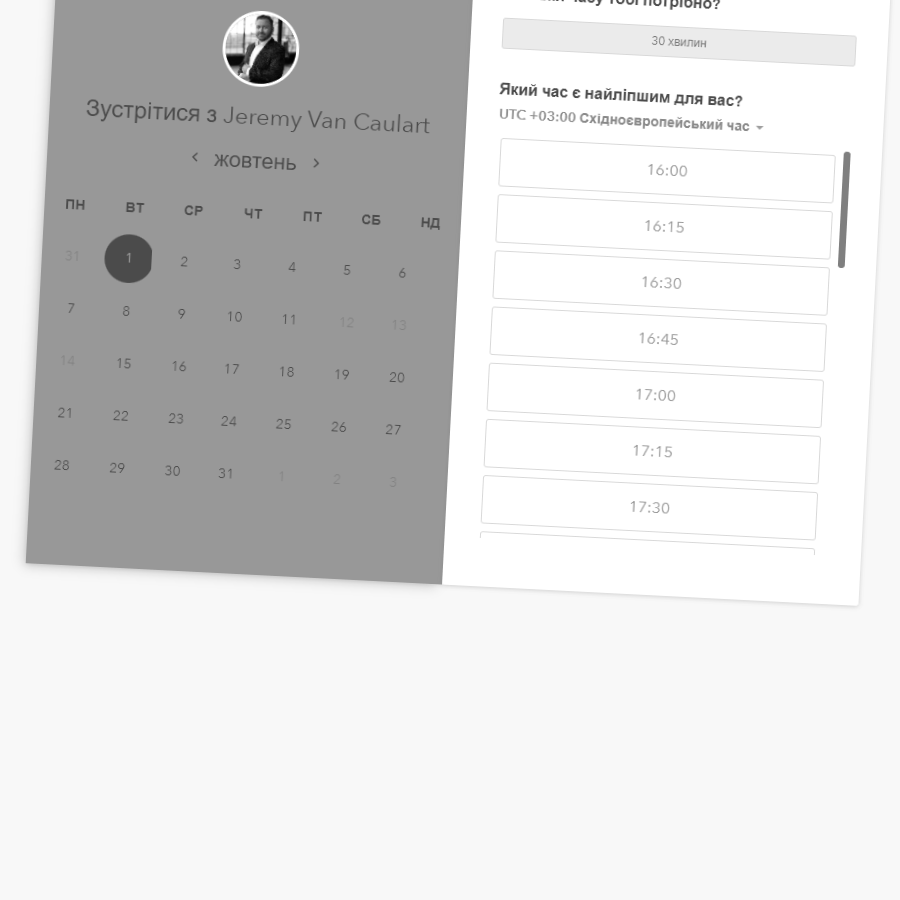 Зустрітися з Jeremy Van Caulart
жовтень
ПН ВТ СР ЧТ ПТ СБ НД
31 1 2 3 4 5 6
7 8 9 10 11 12 13
14 15 16 17 18 19 20
21 22 23 24 25 26 27
28 29 30 31 1 2 3
часу тобі потрібно?
30 хвилин
Який час є найліпшим для вас?
UTC +03:00 Східноєвропейський час
16:00
16:15
16:30
16:45
17:00
17:15
17:30